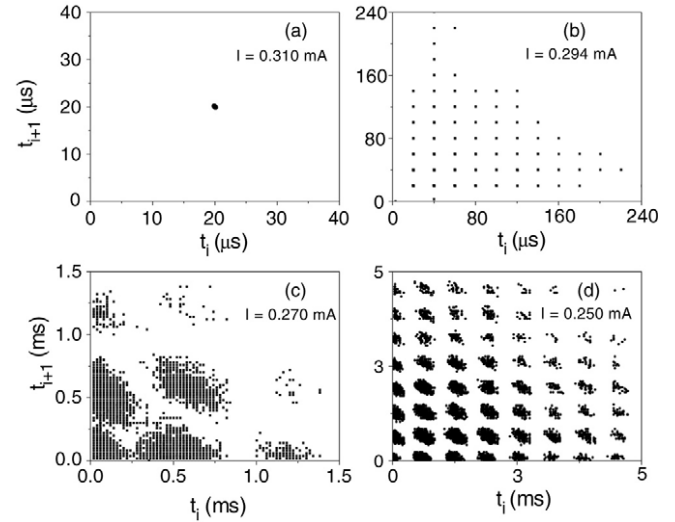 40
30
20
10
0
t_{i+1} (μs)
(a)
I = 0.310 mA
0 10 20 30 40
t_i (μs)
240
160
80
0
(b)
I = 0.294 mA
0 80 160 240
t_i (μs)
1.5
1.0
0.5
0.0
t_{i+1} (ms)
(c)
I = 0.270 mA
0.0 0.5 1.0 1.5
t_i (ms)
5
3
0
(d)
I = 0.250 mA
0 3 5
t_i (ms)